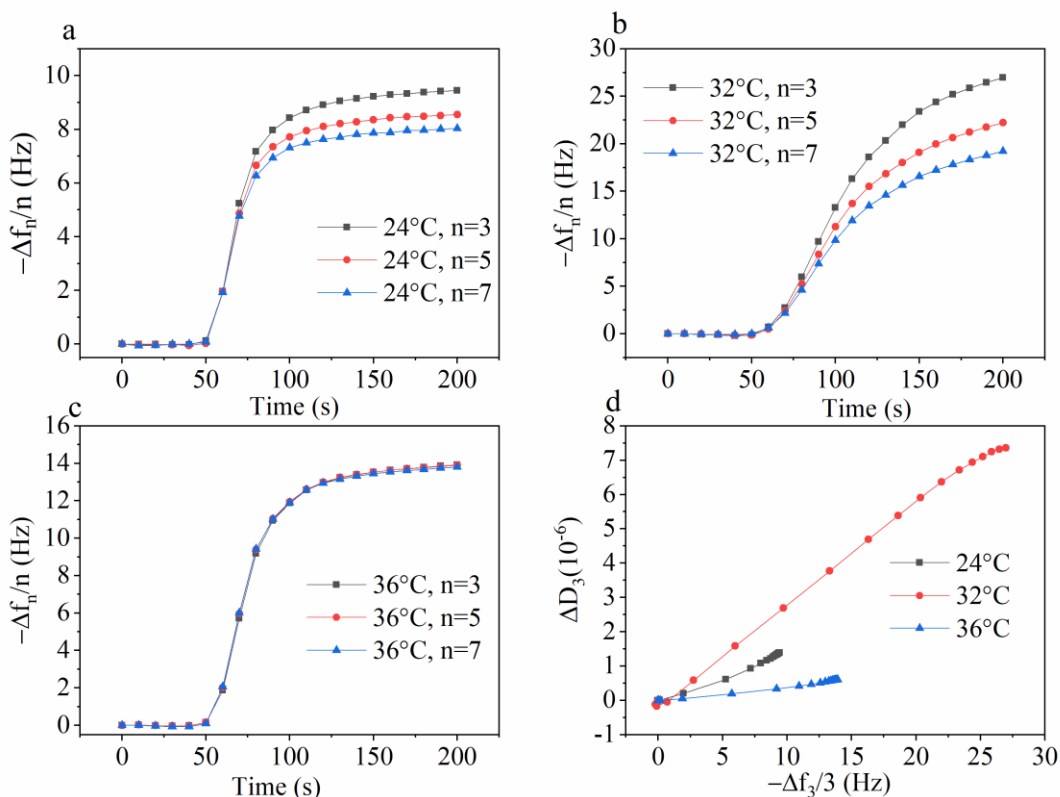 a
10
8
6
4
2
0
−Δfₙ/n (Hz)
24°C, n=3
24°C, n=5
24°C, n=7
0 50 100 150 200
Time (s)
b
30
25
20
15
10
5
0
−Δfₙ/n (Hz)
32°C, n=3
32°C, n=5
32°C, n=7
0 50 100 150 200
Time (s)
c
16
14
12
10
8
6
4
2
0
−Δfₙ/n (Hz)
36°C, n=3
36°C, n=5
36°C, n=7
0 50 100 150 200
Time (s)
d
8
7
6
5
4
3
2
1
0
-1
ΔD₃(10⁻⁶)
24°C
32°C
36°C
0 5 10 15 20 25 30
-Δf₃/3 (Hz)